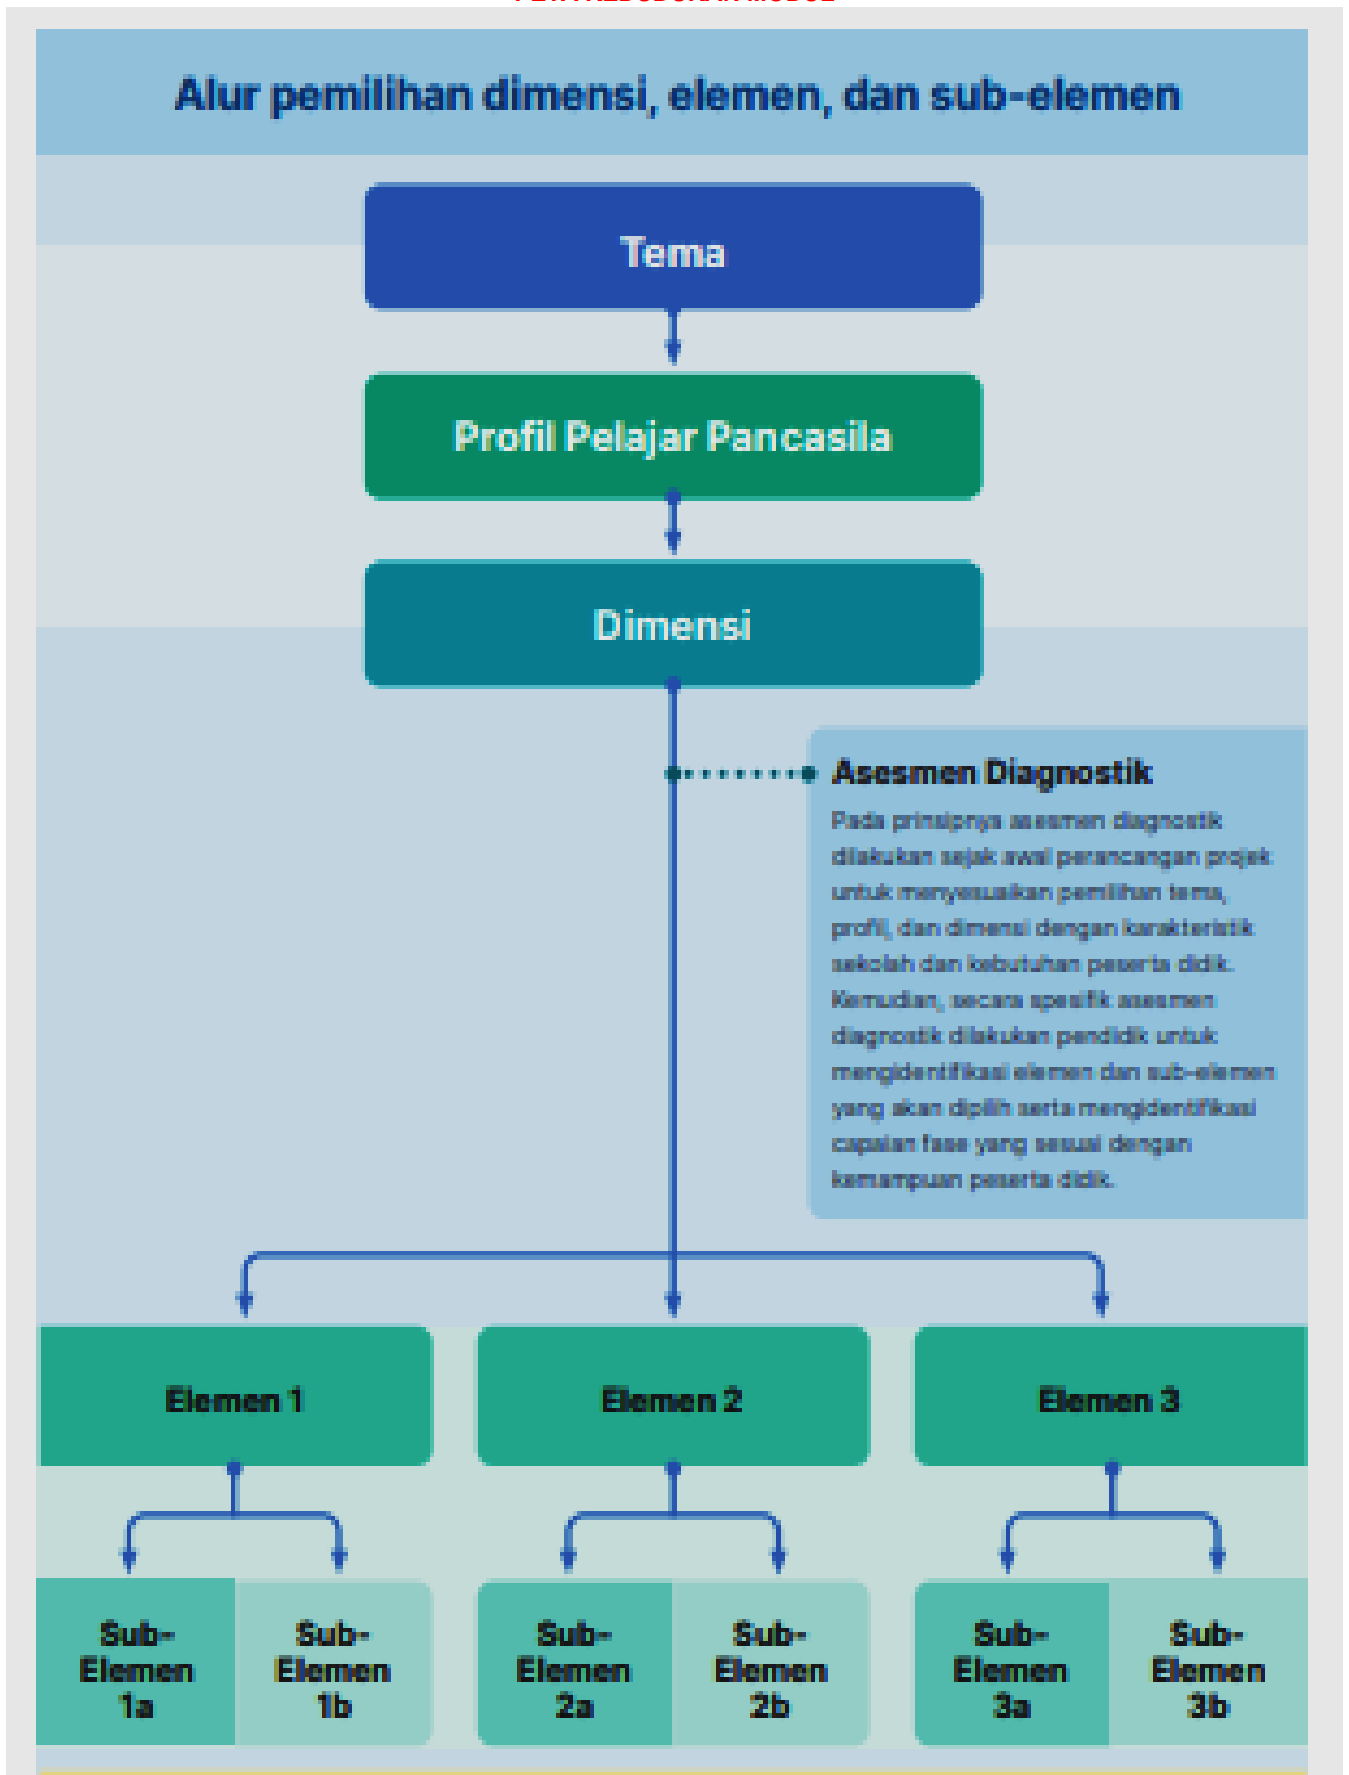 Alur pemilihan dimensi, elemen, dan sub-elemen
Tema
Profil Pelajar Pancasila
Dimensi
Asesmen Diagnostik
Pada prinsipnya asesmen diagnostik
dilakukan sejak awal perancangan projek
untuk menyesuaikan pemilihan tema,
profil, dan dimensi dengan karakteristik
sekolah dan kebutuhan peserta didik.
Kemudian, secara spesifik asesmen
diagnostik dilakukan pendidik untuk
mengidentifikasi elemen dan sub-elemen
yang akan dipilih serta mengidentifikasi
capaian fase yang sesuai dengan
kemampuan peserta didik.
Elemen 1
Elemen 2
Elemen 3
Sub-
Elemen
1a
Sub-
Elemen
1b
Sub-
Elemen
2a
Sub-
Elemen
2b
Sub-
Elemen
3a
Sub-
Elemen
3b